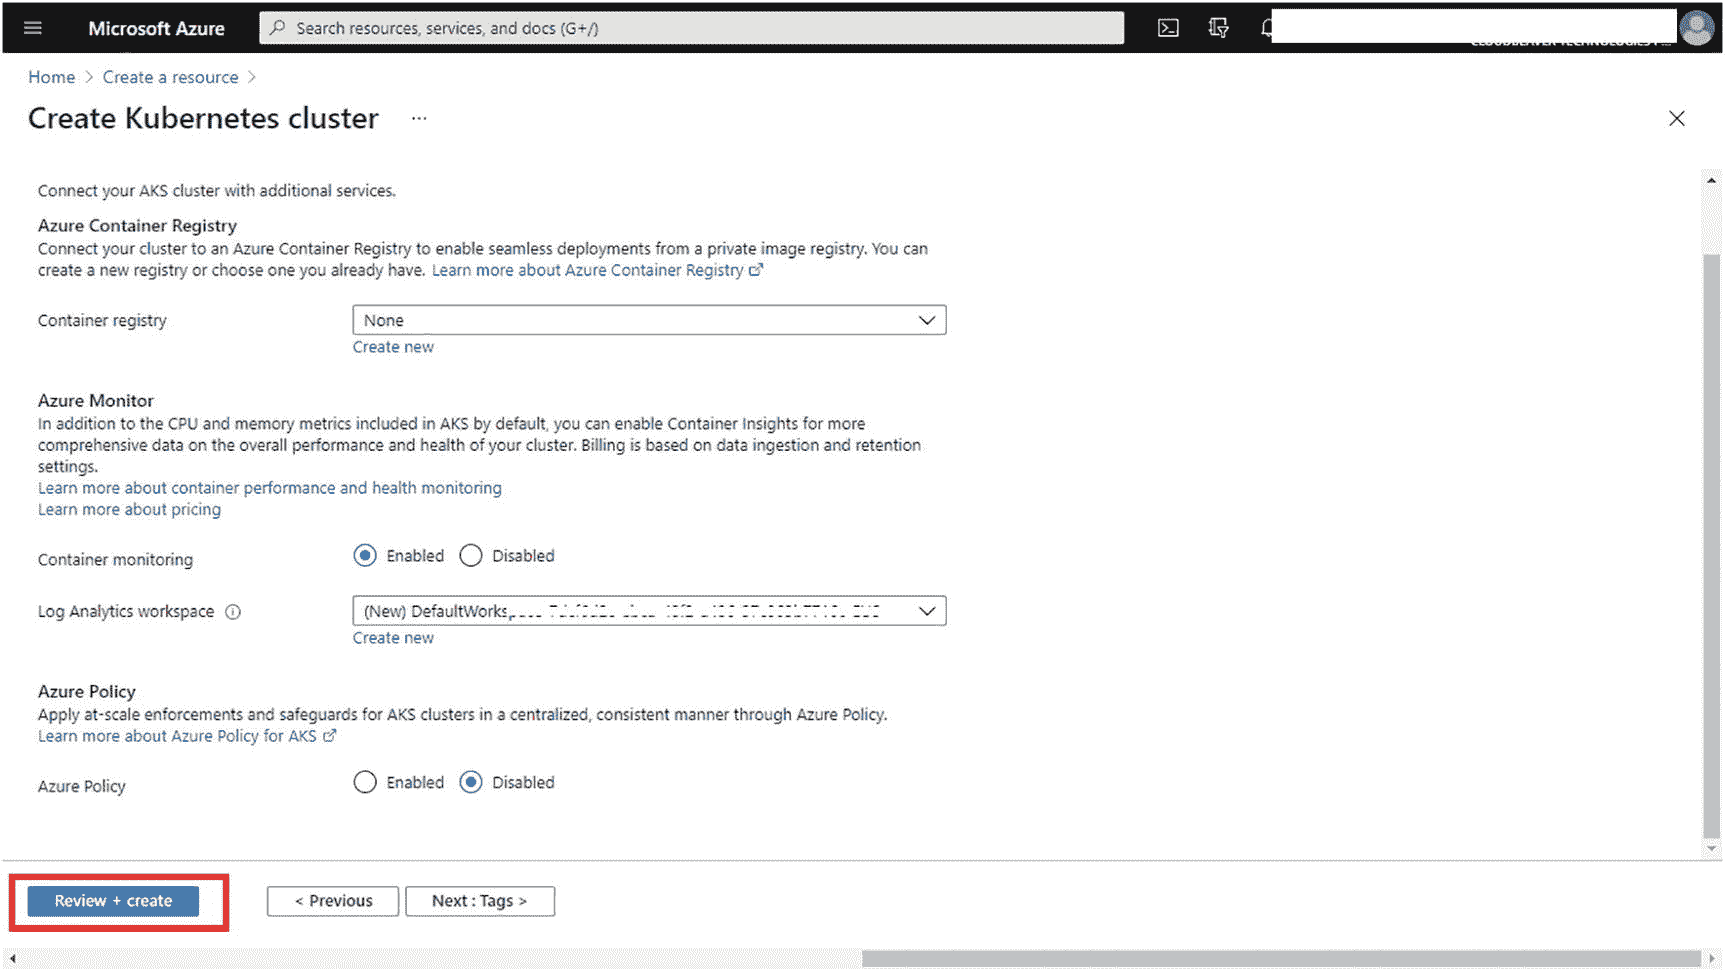 Microsoft Azure
Search resources, services, and docs (G+/)
Home > Create a resource >
Create Kubernetes cluster ...
Connect your AKS cluster with additional services.
Azure Container Registry
Connect your cluster to an Azure Container Registry to enable seamless deployments from a private image registry. You can
create a new registry or choose one you already have. Learn more about Azure Container Registry
Container registry
None
Create new
Azure Monitor
In addition to the CPU and memory metrics included in AKS by default, you can enable Container Insights for more
comprehensive data on the overall performance and health of your cluster. Billing is based on data ingestion and retention
settings.
Learn more about container performance and health monitoring
Learn more about pricing
Container monitoring
Enabled Disabled
Log Analytics workspace
(New)
Create new
Azure Policy
Apply at-scale enforcements and safeguards for AKS clusters in a centralized, consistent manner through Azure Policy.
Learn more about Azure Policy for AKS
Azure Policy
Enabled Disabled
Review + create
< Previous
Next : Tags >